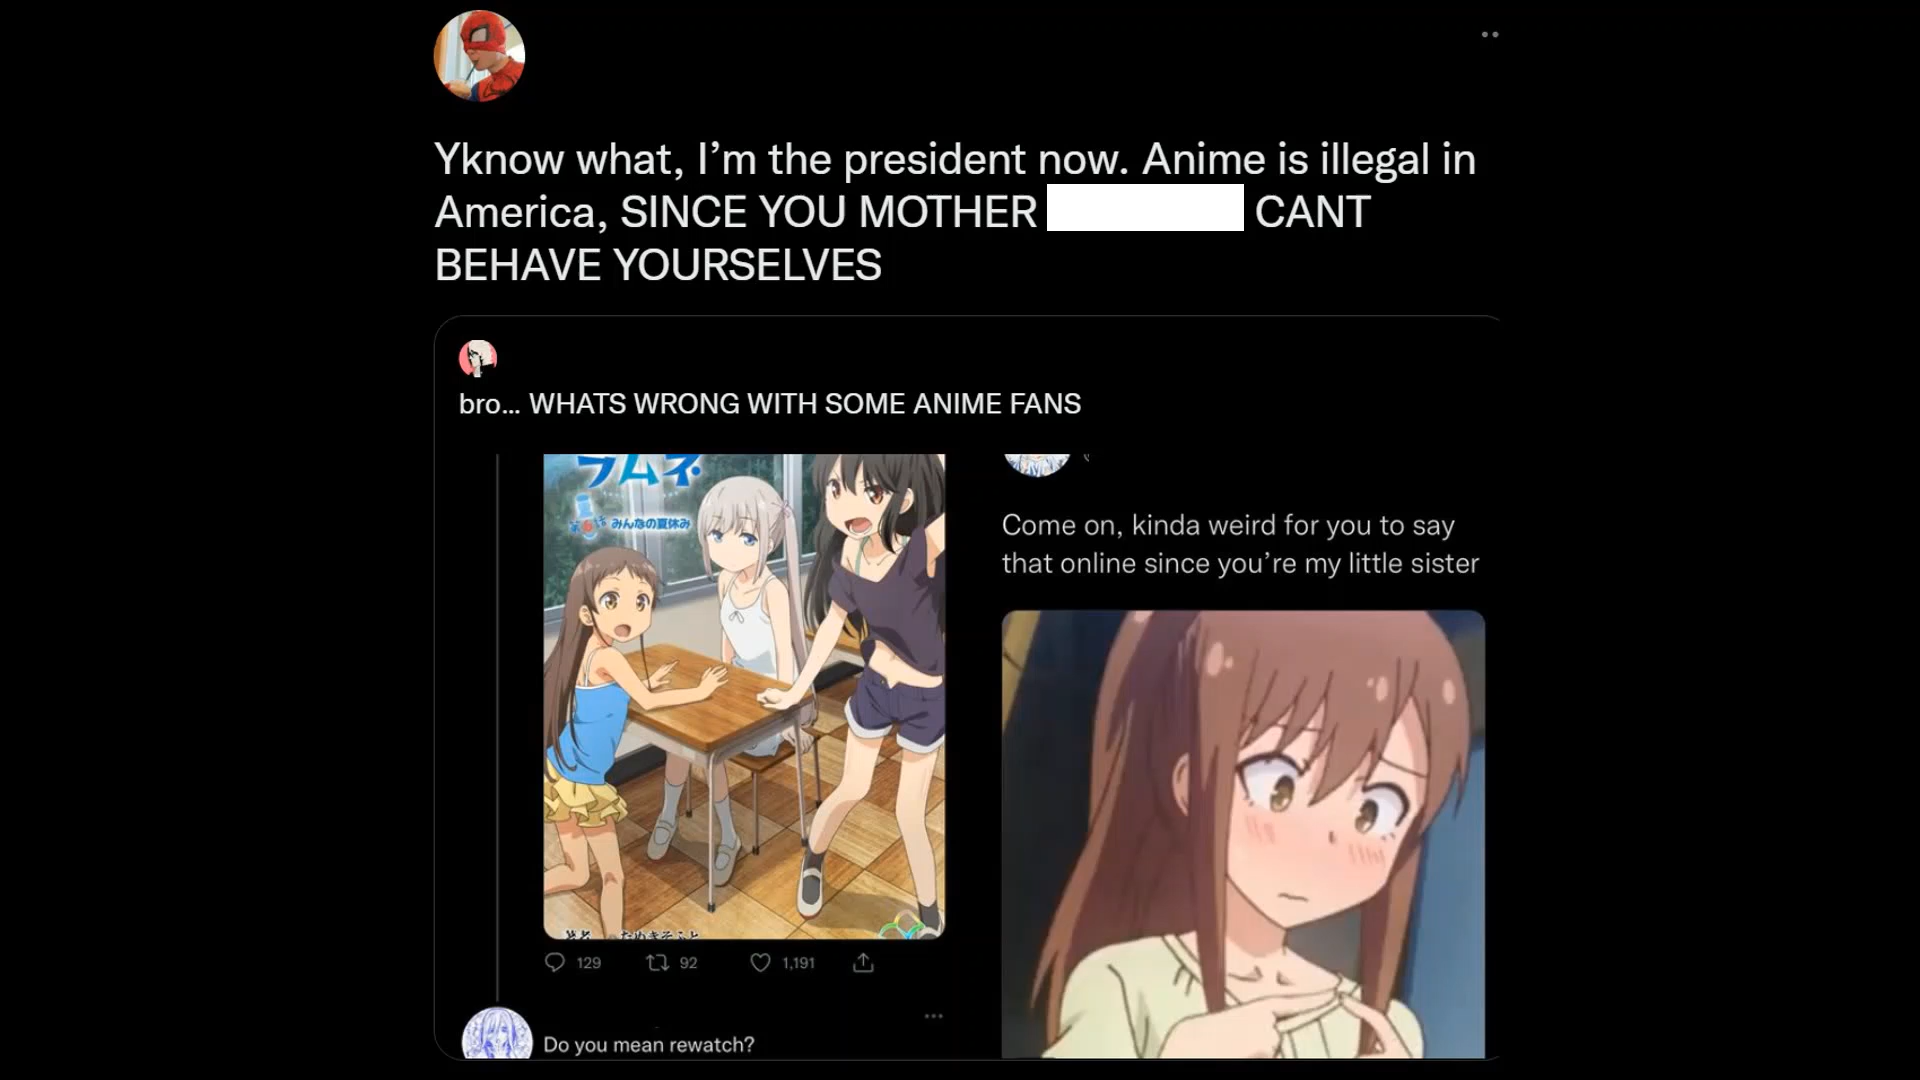 Yknow what, I’m the president now. Anime is illegal in
America, SINCE YOU MOTHER CANT
BEHAVE YOURSELVES
bro... WHATS WRONG WITH SOME ANIME FANS
ラムネ
第6話 みんなの夏休み
129 92 1,191
Do you mean rewatch?
Come on, kinda weird for you to say
that online since you’re my little sister